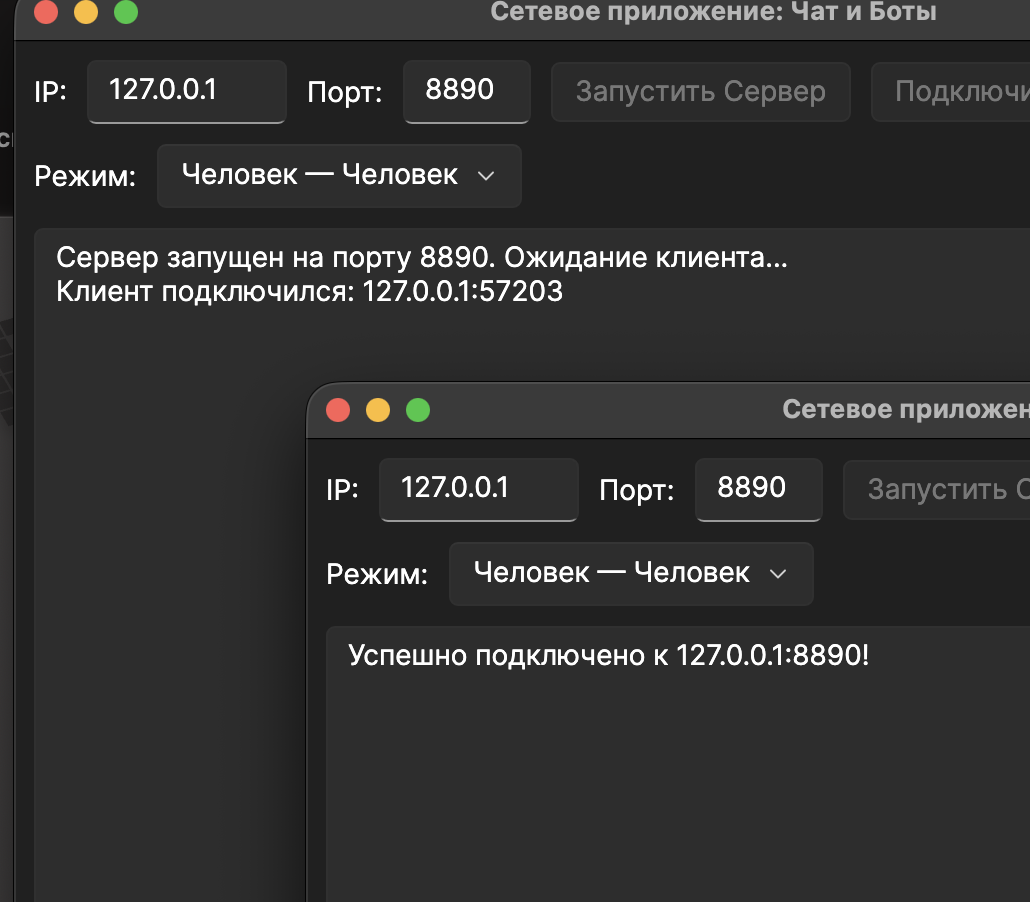 Сетевое приложение: Чат и Боты
IP: 127.0.0.1 Порт: 8890 Запустить Сервер
Режим: Человек — Человек
Сервер запущен на порту 8890. Ожидание клиента...
Клиент подключился: 127.0.0.1:57203
Сетевое
IP: 127.0.0.1 Порт: 8890 Запустить
Режим: Человек — Человек
Успешно подключено к 127.0.0.1:8890!